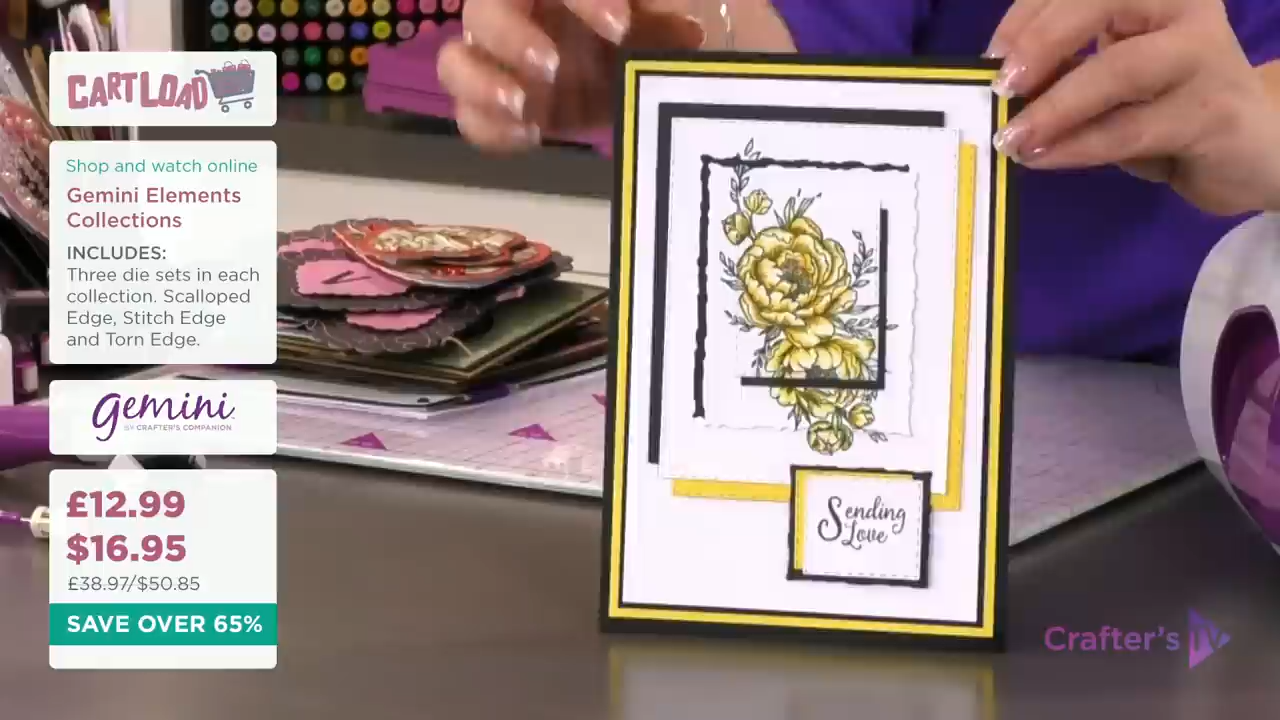 CARTLOAD
Shop and watch online
Gemini Elements
Collections
INCLUDES:
Three die sets in each
collection. Scalloped
Edge, Stitch Edge
and Torn Edge.
gemini
BY CRAFTER'S COMPANION
£12.99
$16.95
£38.97/$50.85
SAVE OVER 65%
Sending
Love
Crafter's TV